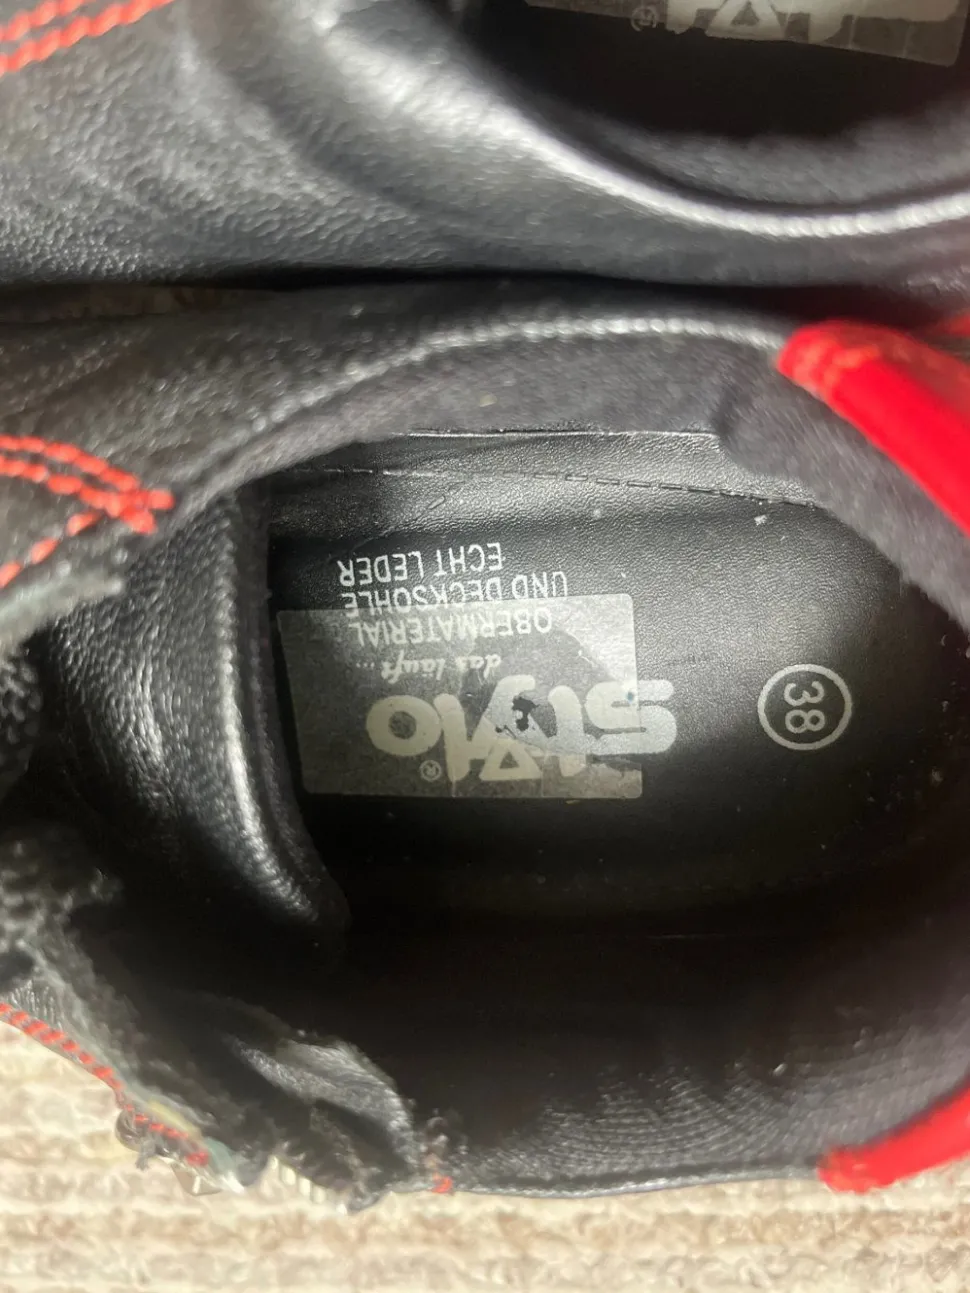 38
Stylo®
das läuft...
OBERMATERIAL
UND DECKSOHLE
ECHT LEDER